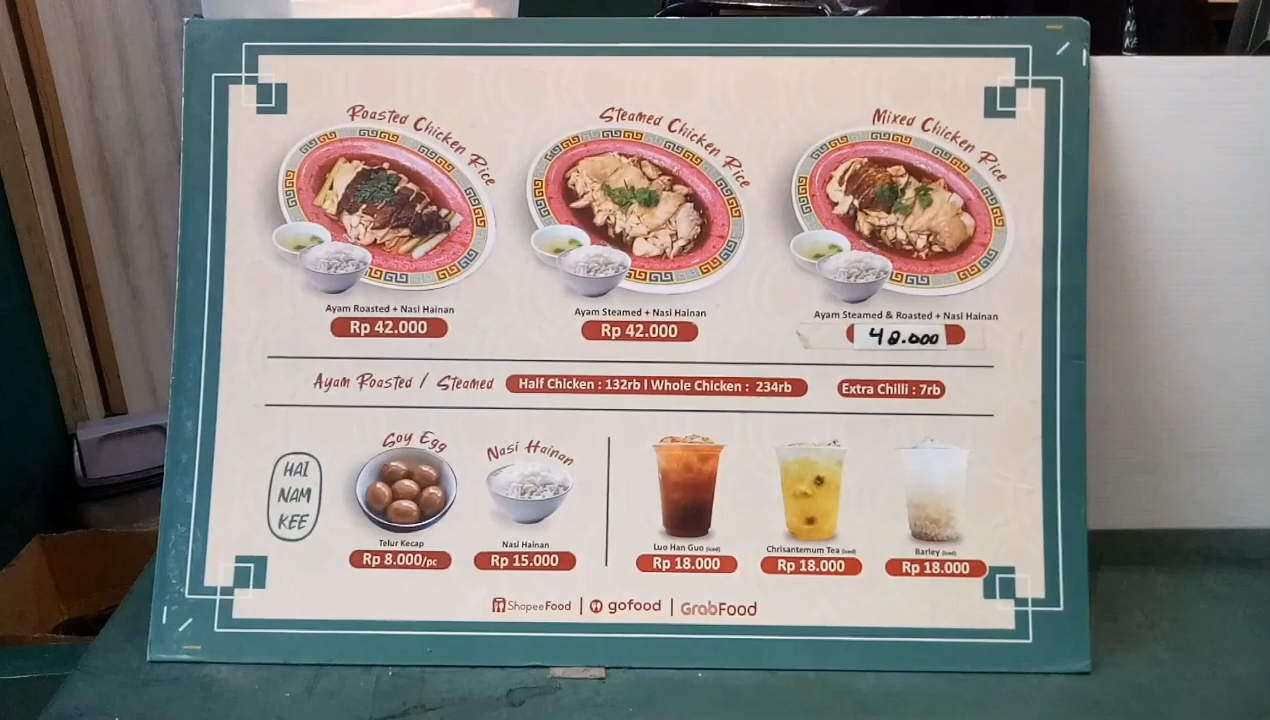 Roasted Chicken Rice
Steamed Chicken Rice
Mixed Chicken Rice
Ayam Roasted + Nasi Hainan
Rp 42.000
Ayam Steamed + Nasi Hainan
Rp 42.000
Ayam Steamed & Roasted + Nasi Hainan
48.000
Ayam Roasted / Steamed
Half Chicken : 132rb | Whole Chicken : 234rb
Extra Chilli : 7rb
HAI
NAM
KEE
Soy Egg
Telur Kecap
Rp 8.000/pc
Nasi Hainan
Nasi Hainan
Rp 15.000
Luo Han Guo (iced)
Rp 18.000
Chrisantemum Tea (iced)
Rp 18.000
Barley (iced)
Rp 18.000
ShopeeFood | gofood | GrabFood